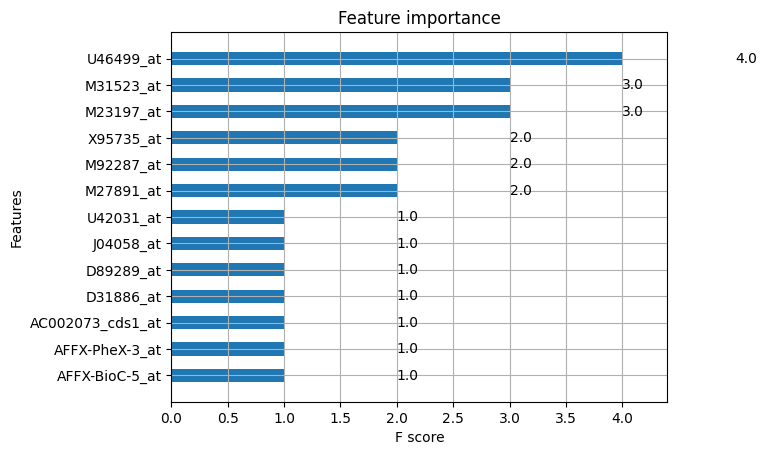 Feature importance
U46499_at 4.0
M31523_at 3.0
M23197_at 3.0
X95735_at 2.0
M92287_at 2.0
M27891_at 2.0
U42031_at 1.0
J04058_at 1.0
D89289_at 1.0
D31886_at 1.0
AC002073_cds1_at 1.0
AFFX-PheX-3_at 1.0
AFFX-BioC-5_at 1.0
Features
0.0 0.5 1.0 1.5 2.0 2.5 3.0 3.5 4.0
F score